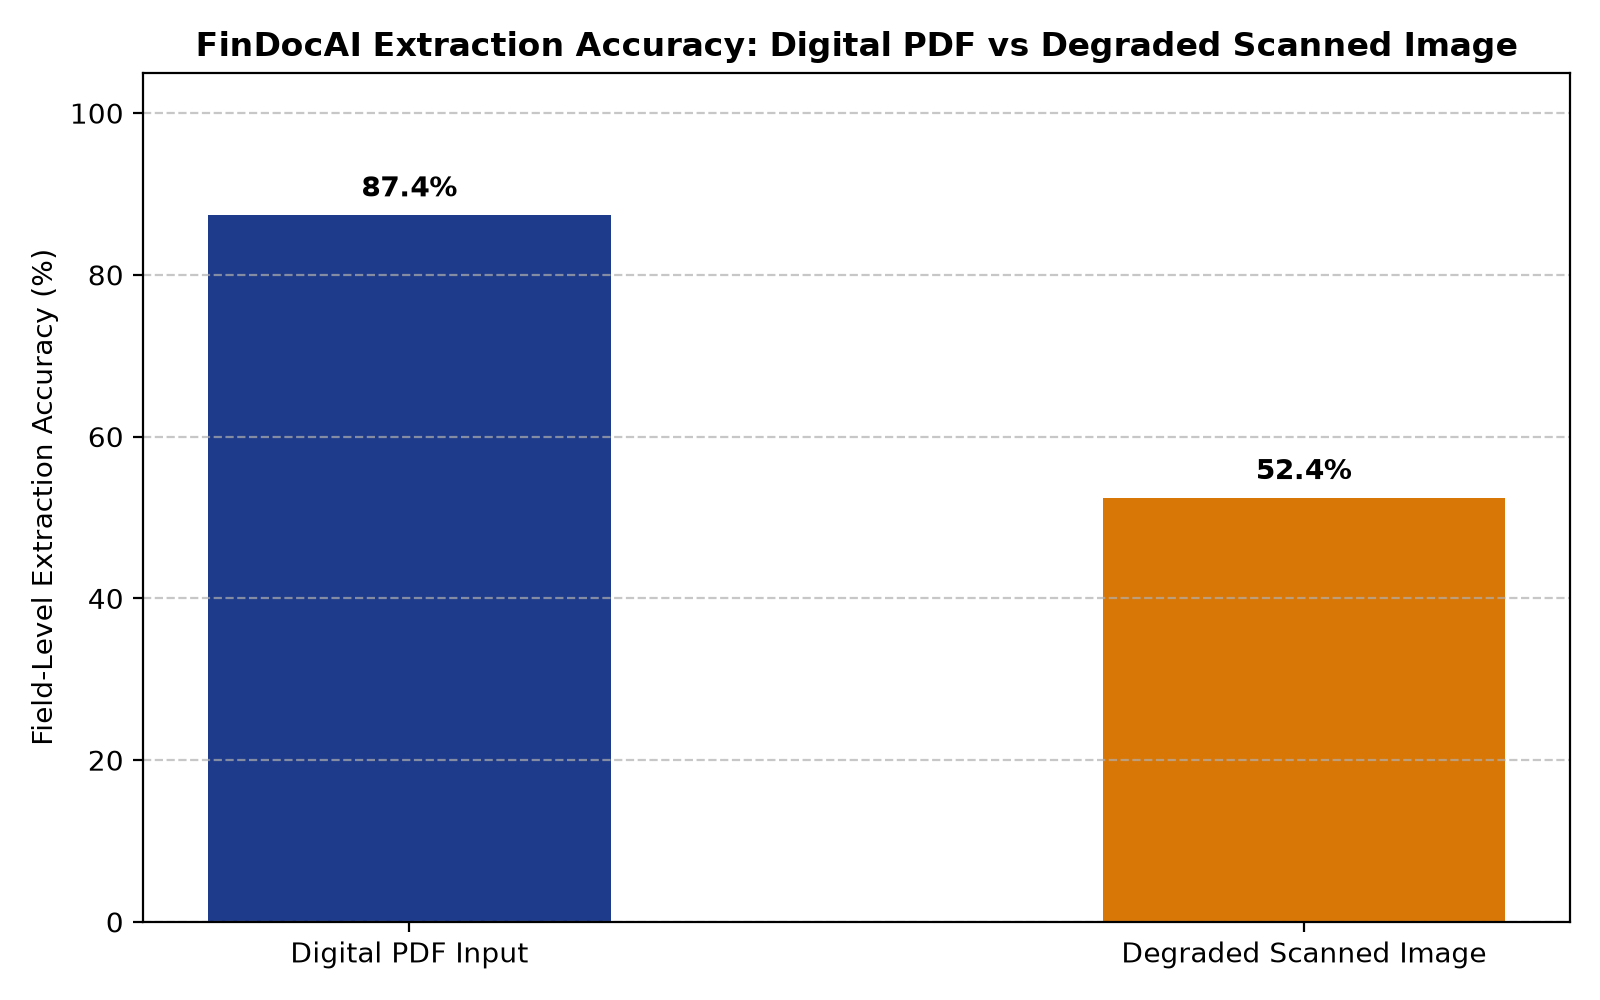 FinDocAI Extraction Accuracy: Digital PDF vs Degraded Scanned Image
Field-Level Extraction Accuracy (%)
100
80
60
40
20
0
87.4%
52.4%
Digital PDF Input
Degraded Scanned Image